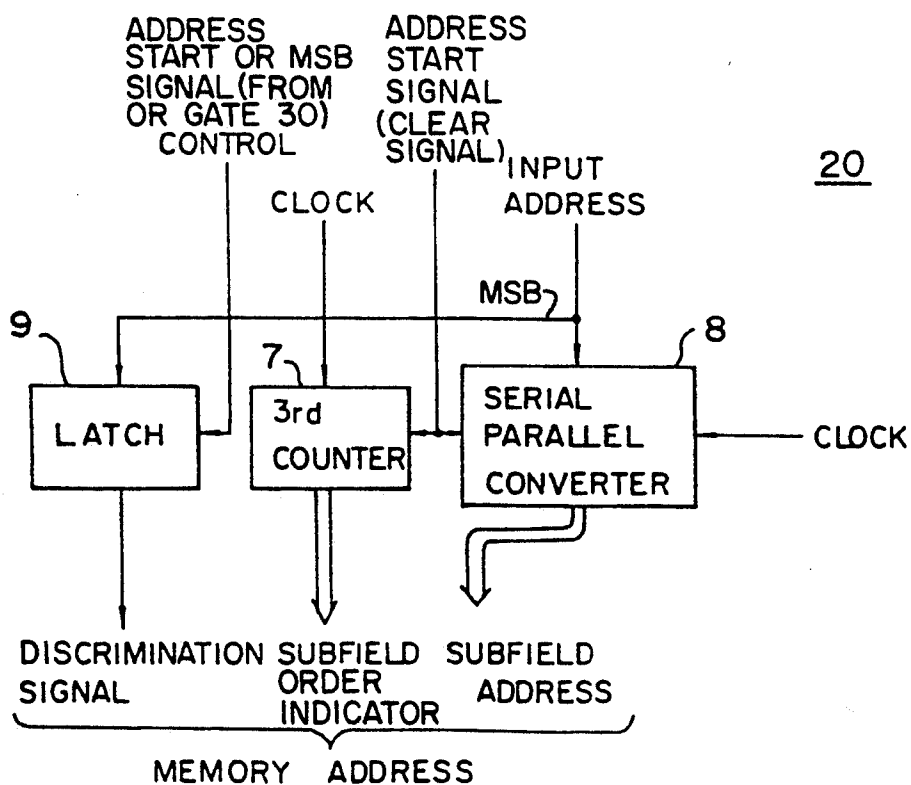 ADDRESS
START OR MSB
SIGNAL(FROM
OR GATE 30)
CONTROL
ADDRESS
START
SIGNAL
(CLEAR
SIGNAL)
INPUT
ADDRESS
20
CLOCK
MSB
9
7
8
LATCH
3rd
COUNTER
SERIAL
PARALLEL
CONVERTER
CLOCK
DISCRIMINATION
SIGNAL
SUBFIELD
ORDER
INDICATOR
SUBFIELD
ADDRESS
MEMORY ADDRESS